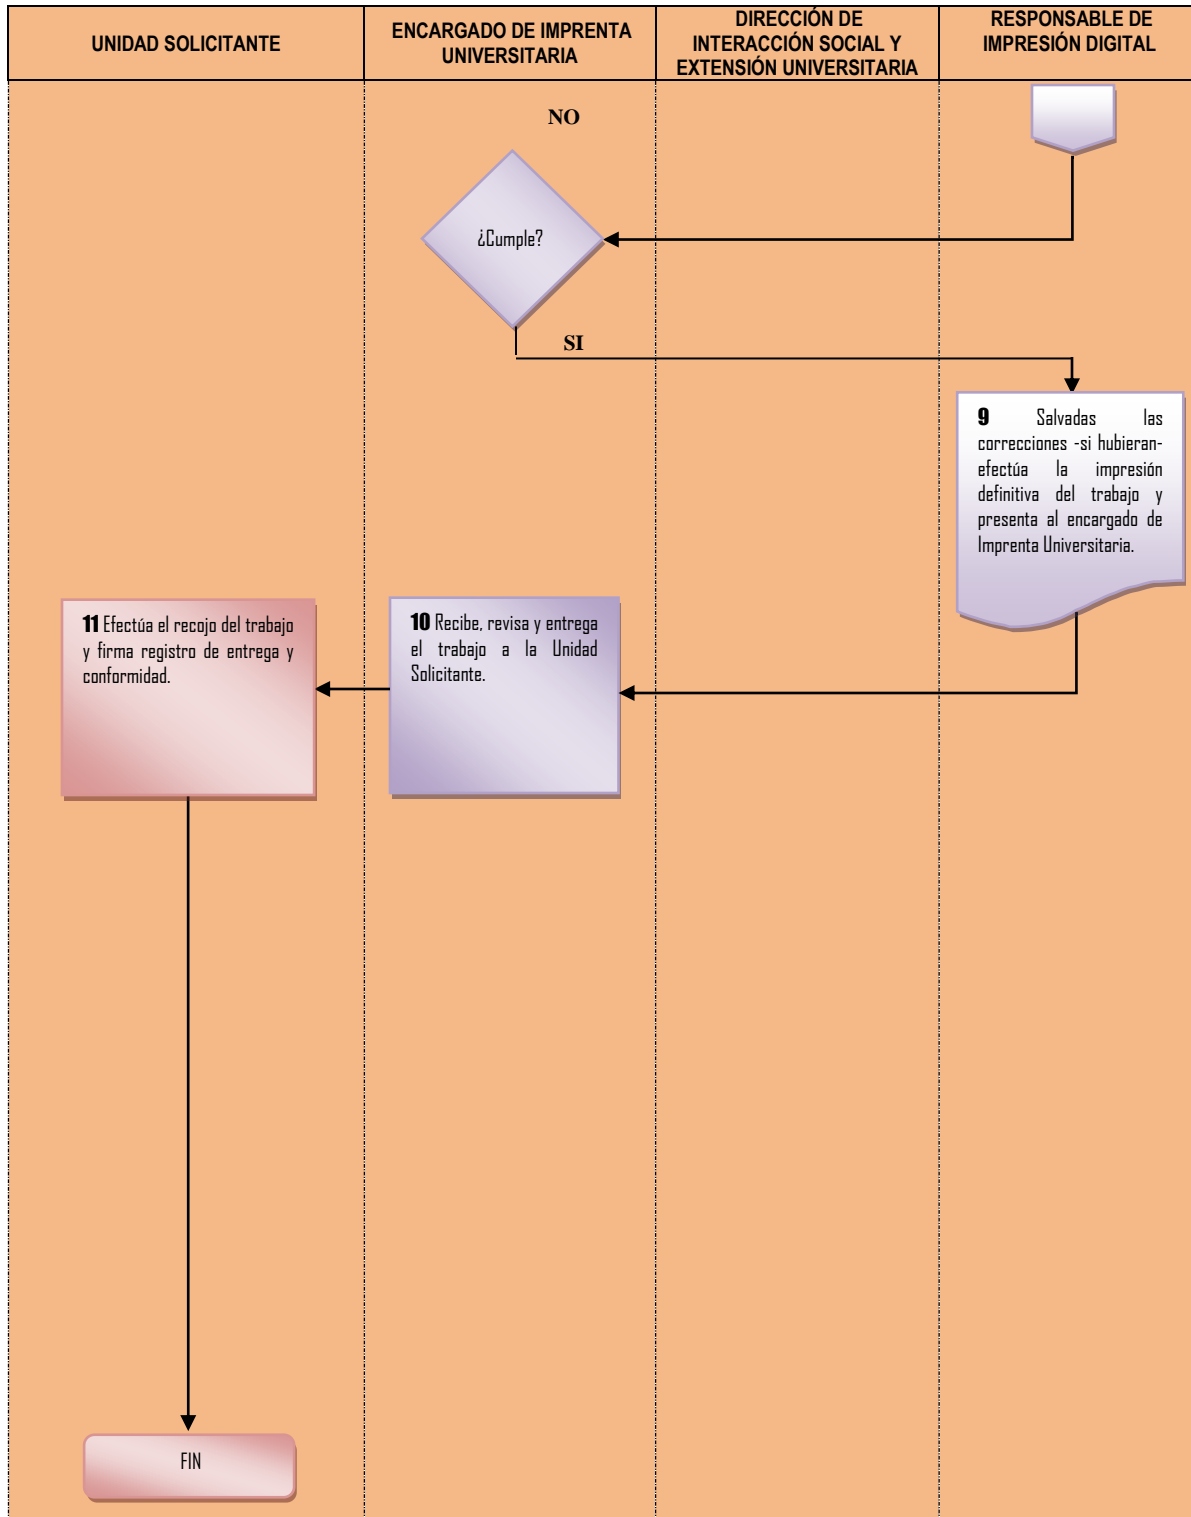 UNIDAD SOLICITANTE
ENCARGADO DE IMPRENTA
UNIVERSITARIA
DIRECCIÓN DE
INTERACCIÓN SOCIAL Y
EXTENSIÓN UNIVERSITARIA
RESPONSABLE DE
IMPRESIÓN DIGITAL
NO
¿Cumple?
SI
9 Salvadas las
correcciones -si hubieran-
efectúa la impresión
definitiva del trabajo y
presenta al encargado de
Imprenta Universitaria.
10 Recibe, revisa y entrega
el trabajo a la Unidad
Solicitante.
11 Efectúa el recojo del trabajo
y firma registro de entrega y
conformidad.
FIN